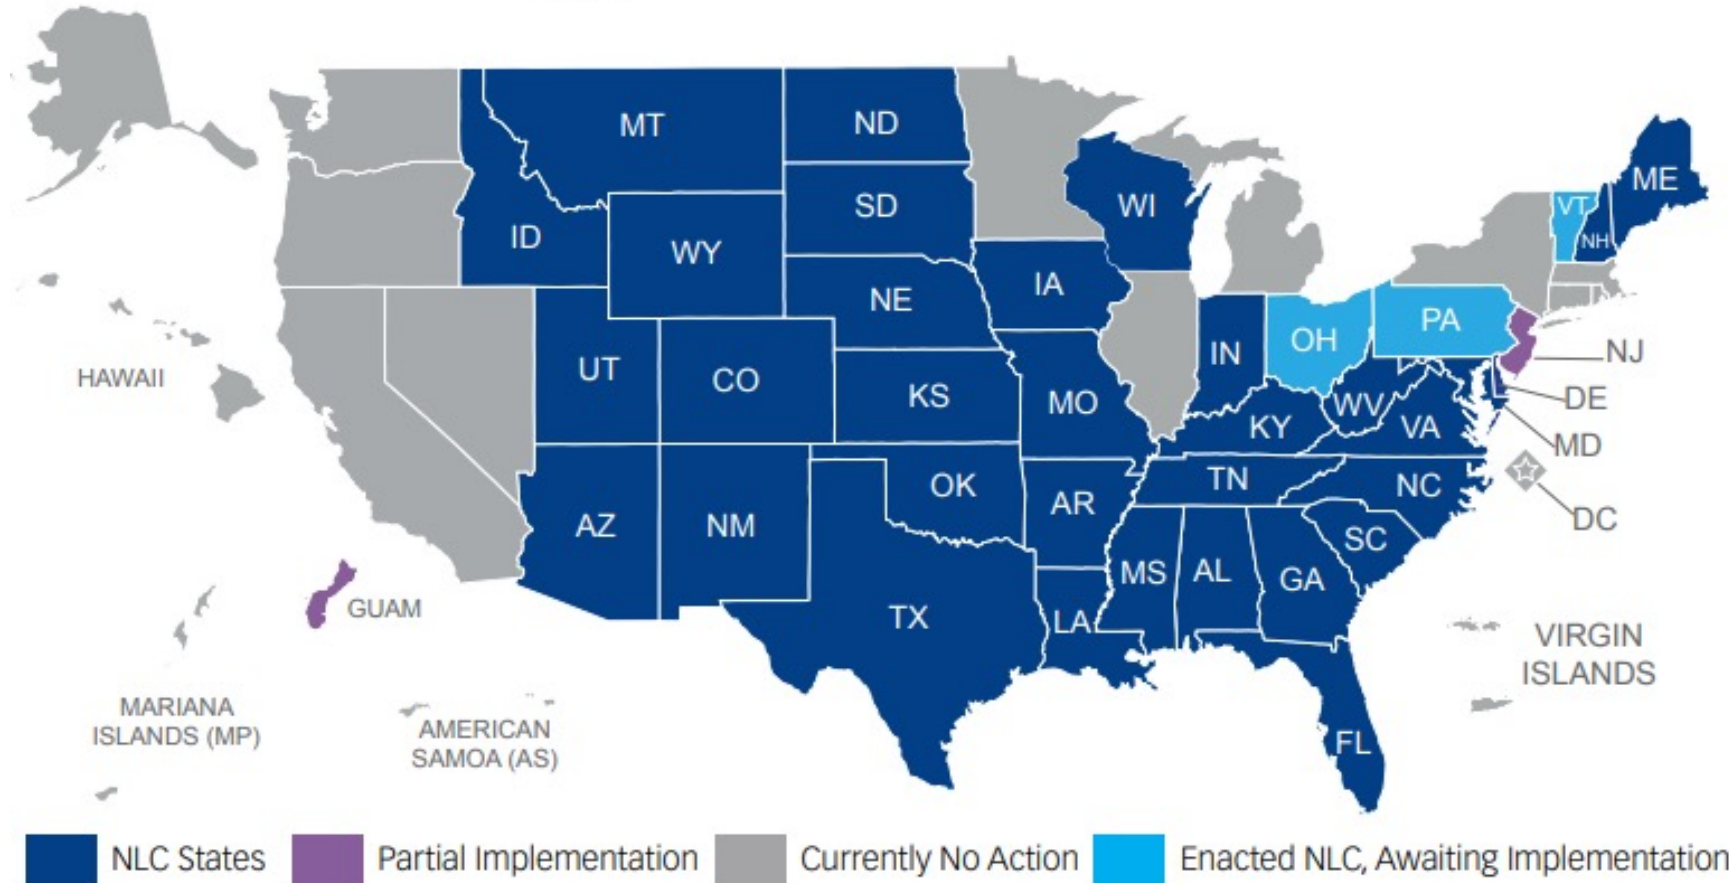 MT
ND
ME
SD
WI
VT
ID
NH
WY
IA
NE
PA
OH
IN
NJ
UT
CO
HAWAII
KS
MO
WV
DE
KY
VA
MD
TN
OK
NC
AR
AZ
NM
DC
SC
MS
AL
GA
GUAM
TX
LA
VIRGIN
ISLANDS
MARIANA
ISLANDS (MP)
AMERICAN
SAMOA (AS)
FL
NLC States
Partial Implementation
Currently No Action
Enacted NLC, Awaiting Implementation